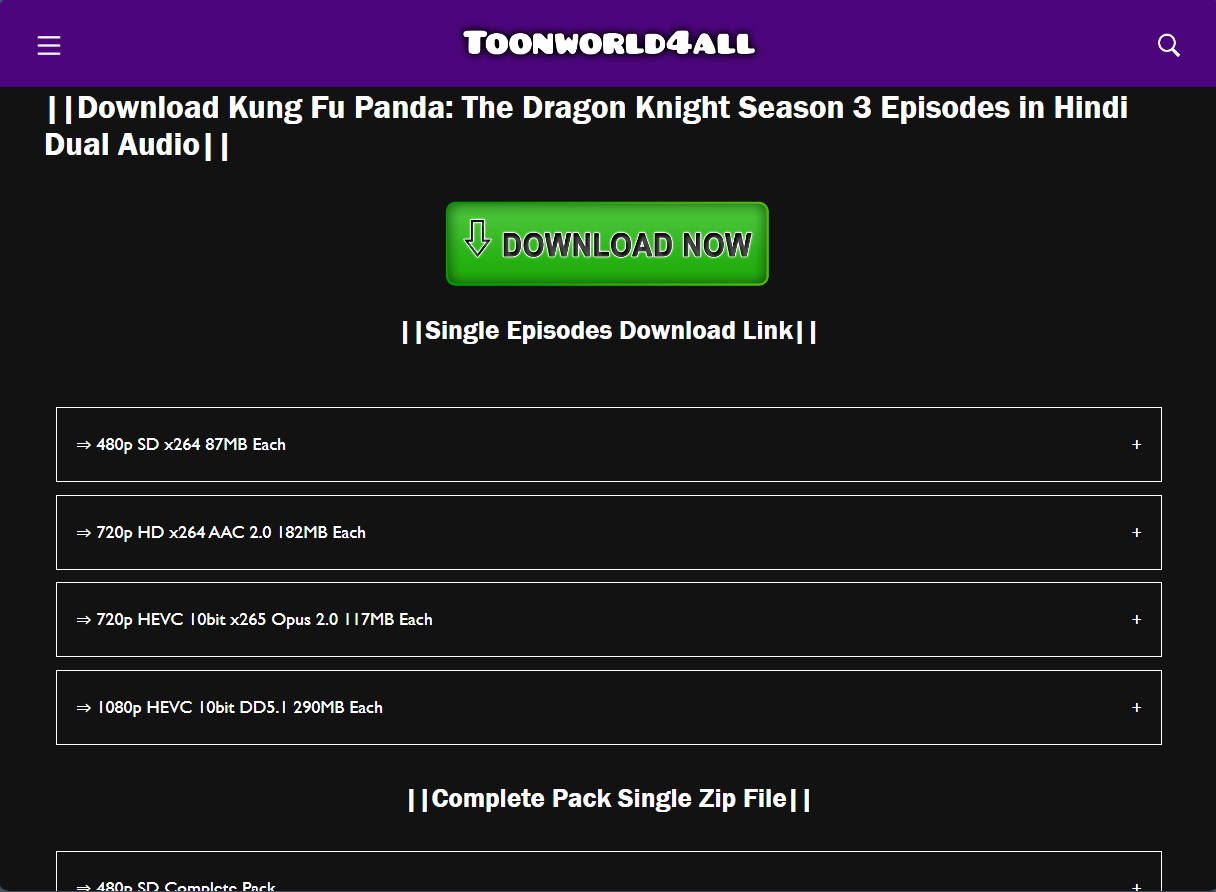 Toonworld4all
||Download Kung Fu Panda: The Dragon Knight Season 3 Episodes in Hindi
Dual Audio||
DOWNLOAD NOW
||Single Episodes Download Link||
⇒ 480p SD x264 87MB Each +
⇒ 720p HD x264 AAC 2.0 182MB Each +
⇒ 720p HEVC 10bit x265 Opus 2.0 117MB Each +
⇒ 1080p HEVC 10bit DD5.1 290MB Each +
||Complete Pack Single Zip File||
⇒ 480p SD Complete Pack +